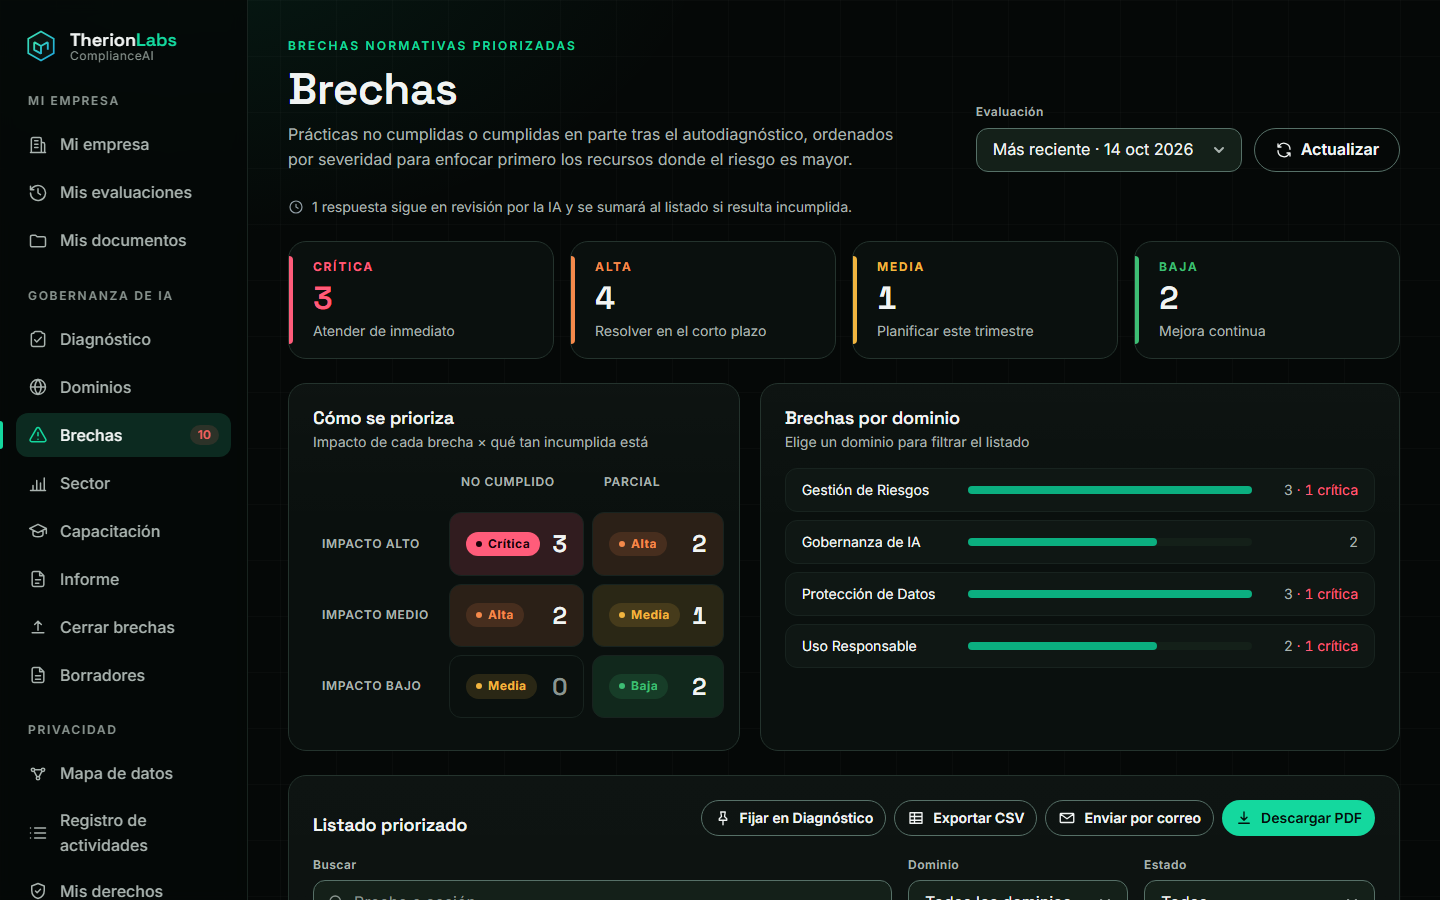 TherionLabs
ComplianceAI
MI EMPRESA
Mi empresa
Mis evaluaciones
Mis documentos
GOBERNANZA DE IA
Diagnóstico
Dominios
Brechas 10
Sector
Capacitación
Informe
Cerrar brechas
Borradores
PRIVACIDAD
Mapa de datos
Registro de
actividades
Mis derechos
BRECHAS NORMATIVAS PRIORIZADAS
Brechas
Prácticas no cumplidas o cumplidas en parte tras el autodiagnóstico, ordenados
por severidad para enfocar primero los recursos donde el riesgo es mayor.
Evaluación
Más reciente · 14 oct 2026
Actualizar
1 respuesta sigue en revisión por la IA y se sumará al listado si resulta incumplida.
CRÍTICA
3
Atender de inmediato
ALTA
4
Resolver en el corto plazo
MEDIA
1
Planificar este trimestre
BAJA
2
Mejora continua
Cómo se prioriza
Impacto de cada brecha × qué tan incumplida está
NO CUMPLIDO PARCIAL
IMPACTO ALTO Crítica 3 Alta 2
IMPACTO MEDIO Alta 2 Media 1
IMPACTO BAJO Media 0 Baja 2
Brechas por dominio
Elige un dominio para filtrar el listado
Gestión de Riesgos 3 · 1 crítica
Gobernanza de IA 2
Protección de Datos 3 · 1 crítica
Uso Responsable 2 · 1 crítica
Listado priorizado
Fijar en Diagnóstico
Exportar CSV
Enviar por correo
Descargar PDF
Buscar
Dominio
Estado
Brecha o acción
Todos los dominios
Todos